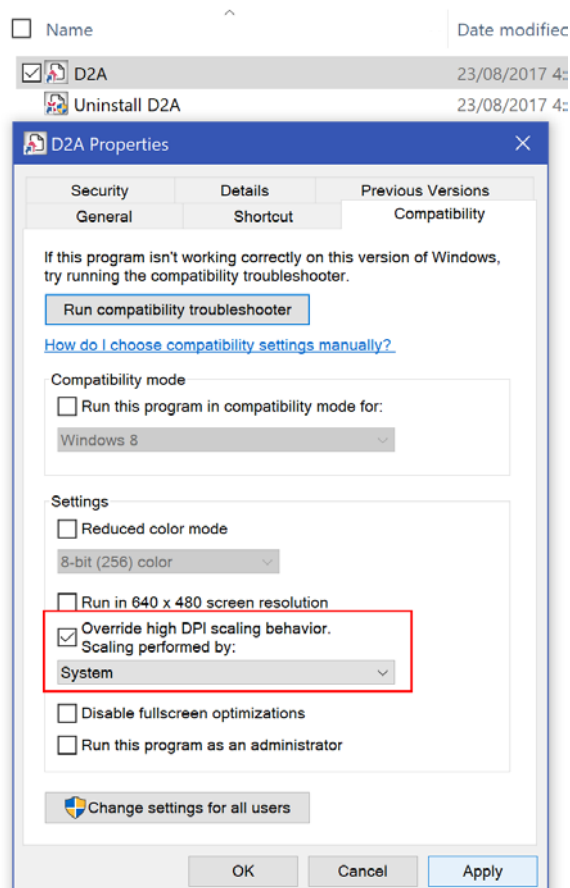 Name
Date modified
D2A
23/08/2017 4:
Uninstall D2A
23/08/2017 4:
D2A Properties
Security
Details
Previous Versions
General
Shortcut
Compatibility
If this program isn't working correctly on this version of Windows,
try running the compatibility troubleshooter.
Run compatibility troubleshooter
How do I choose compatibility settings manually?
Compatibility mode
Run this program in compatibility mode for:
Windows 8
Settings
Reduced color mode
8-bit (256) color
Run in 640 x 480 screen resolution
Override high DPI scaling behavior.
Scaling performed by:
System
Disable fullscreen optimizations
Run this program as an administrator
Change settings for all users
OK
Cancel
Apply